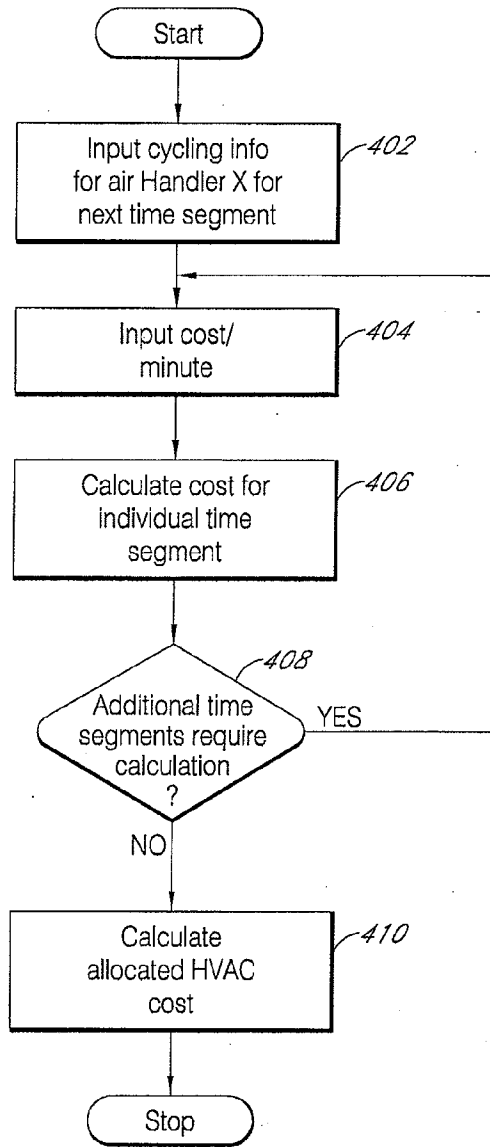 Start
Input cycling info
for air Handler X for
next time segment
402
Input cost/
minute
404
Calculate cost for
individual time
segment
406
408
Additional time
segments require
calculation
?
YES
NO
Calculate
allocated HVAC
cost
410
Stop